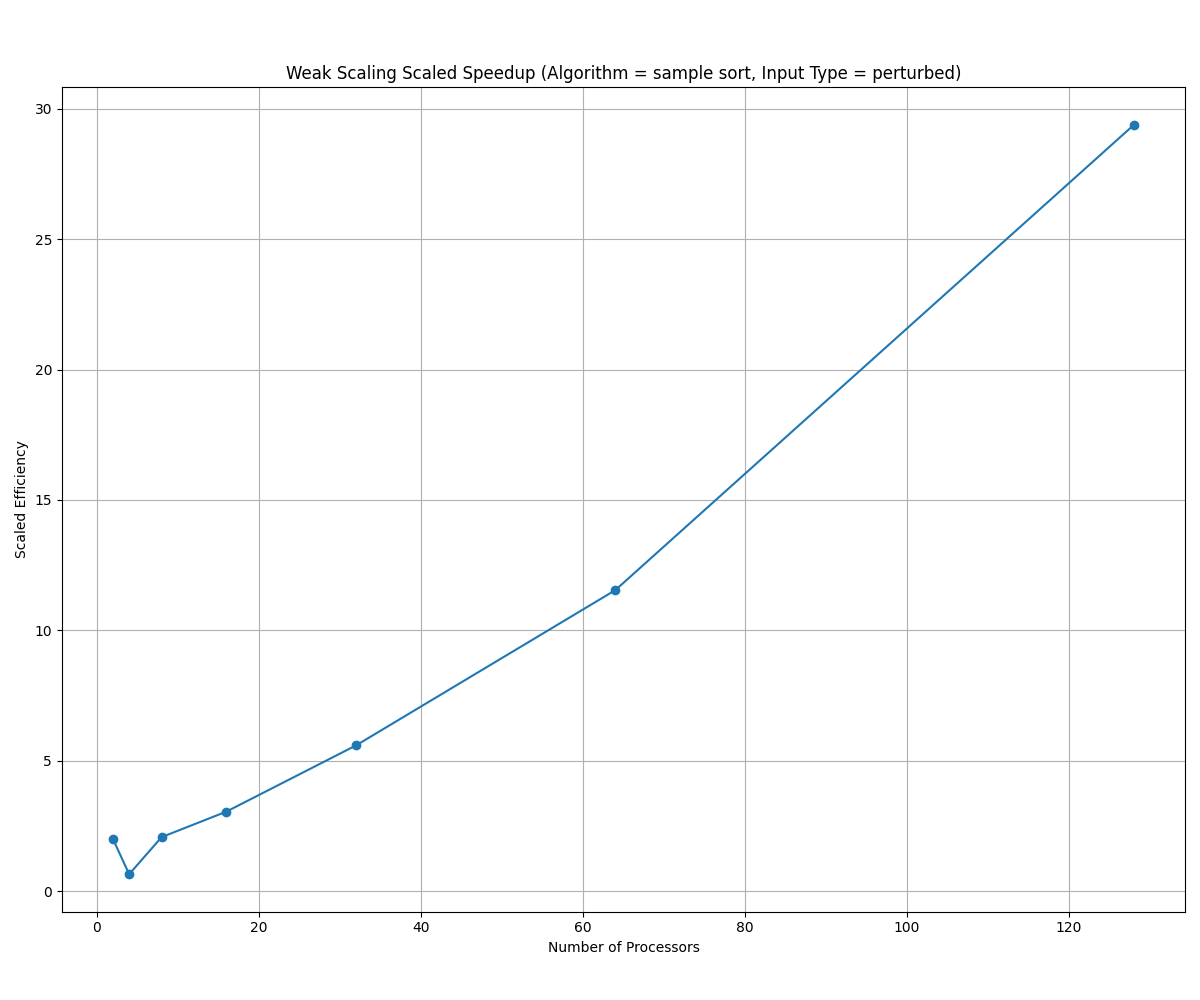 Weak Scaling Scaled Speedup (Algorithm = sample sort, Input Type = perturbed)
30
25
20
15
10
5
0
Scaled Efficiency
0 20 40 60 80 100 120
Number of Processors